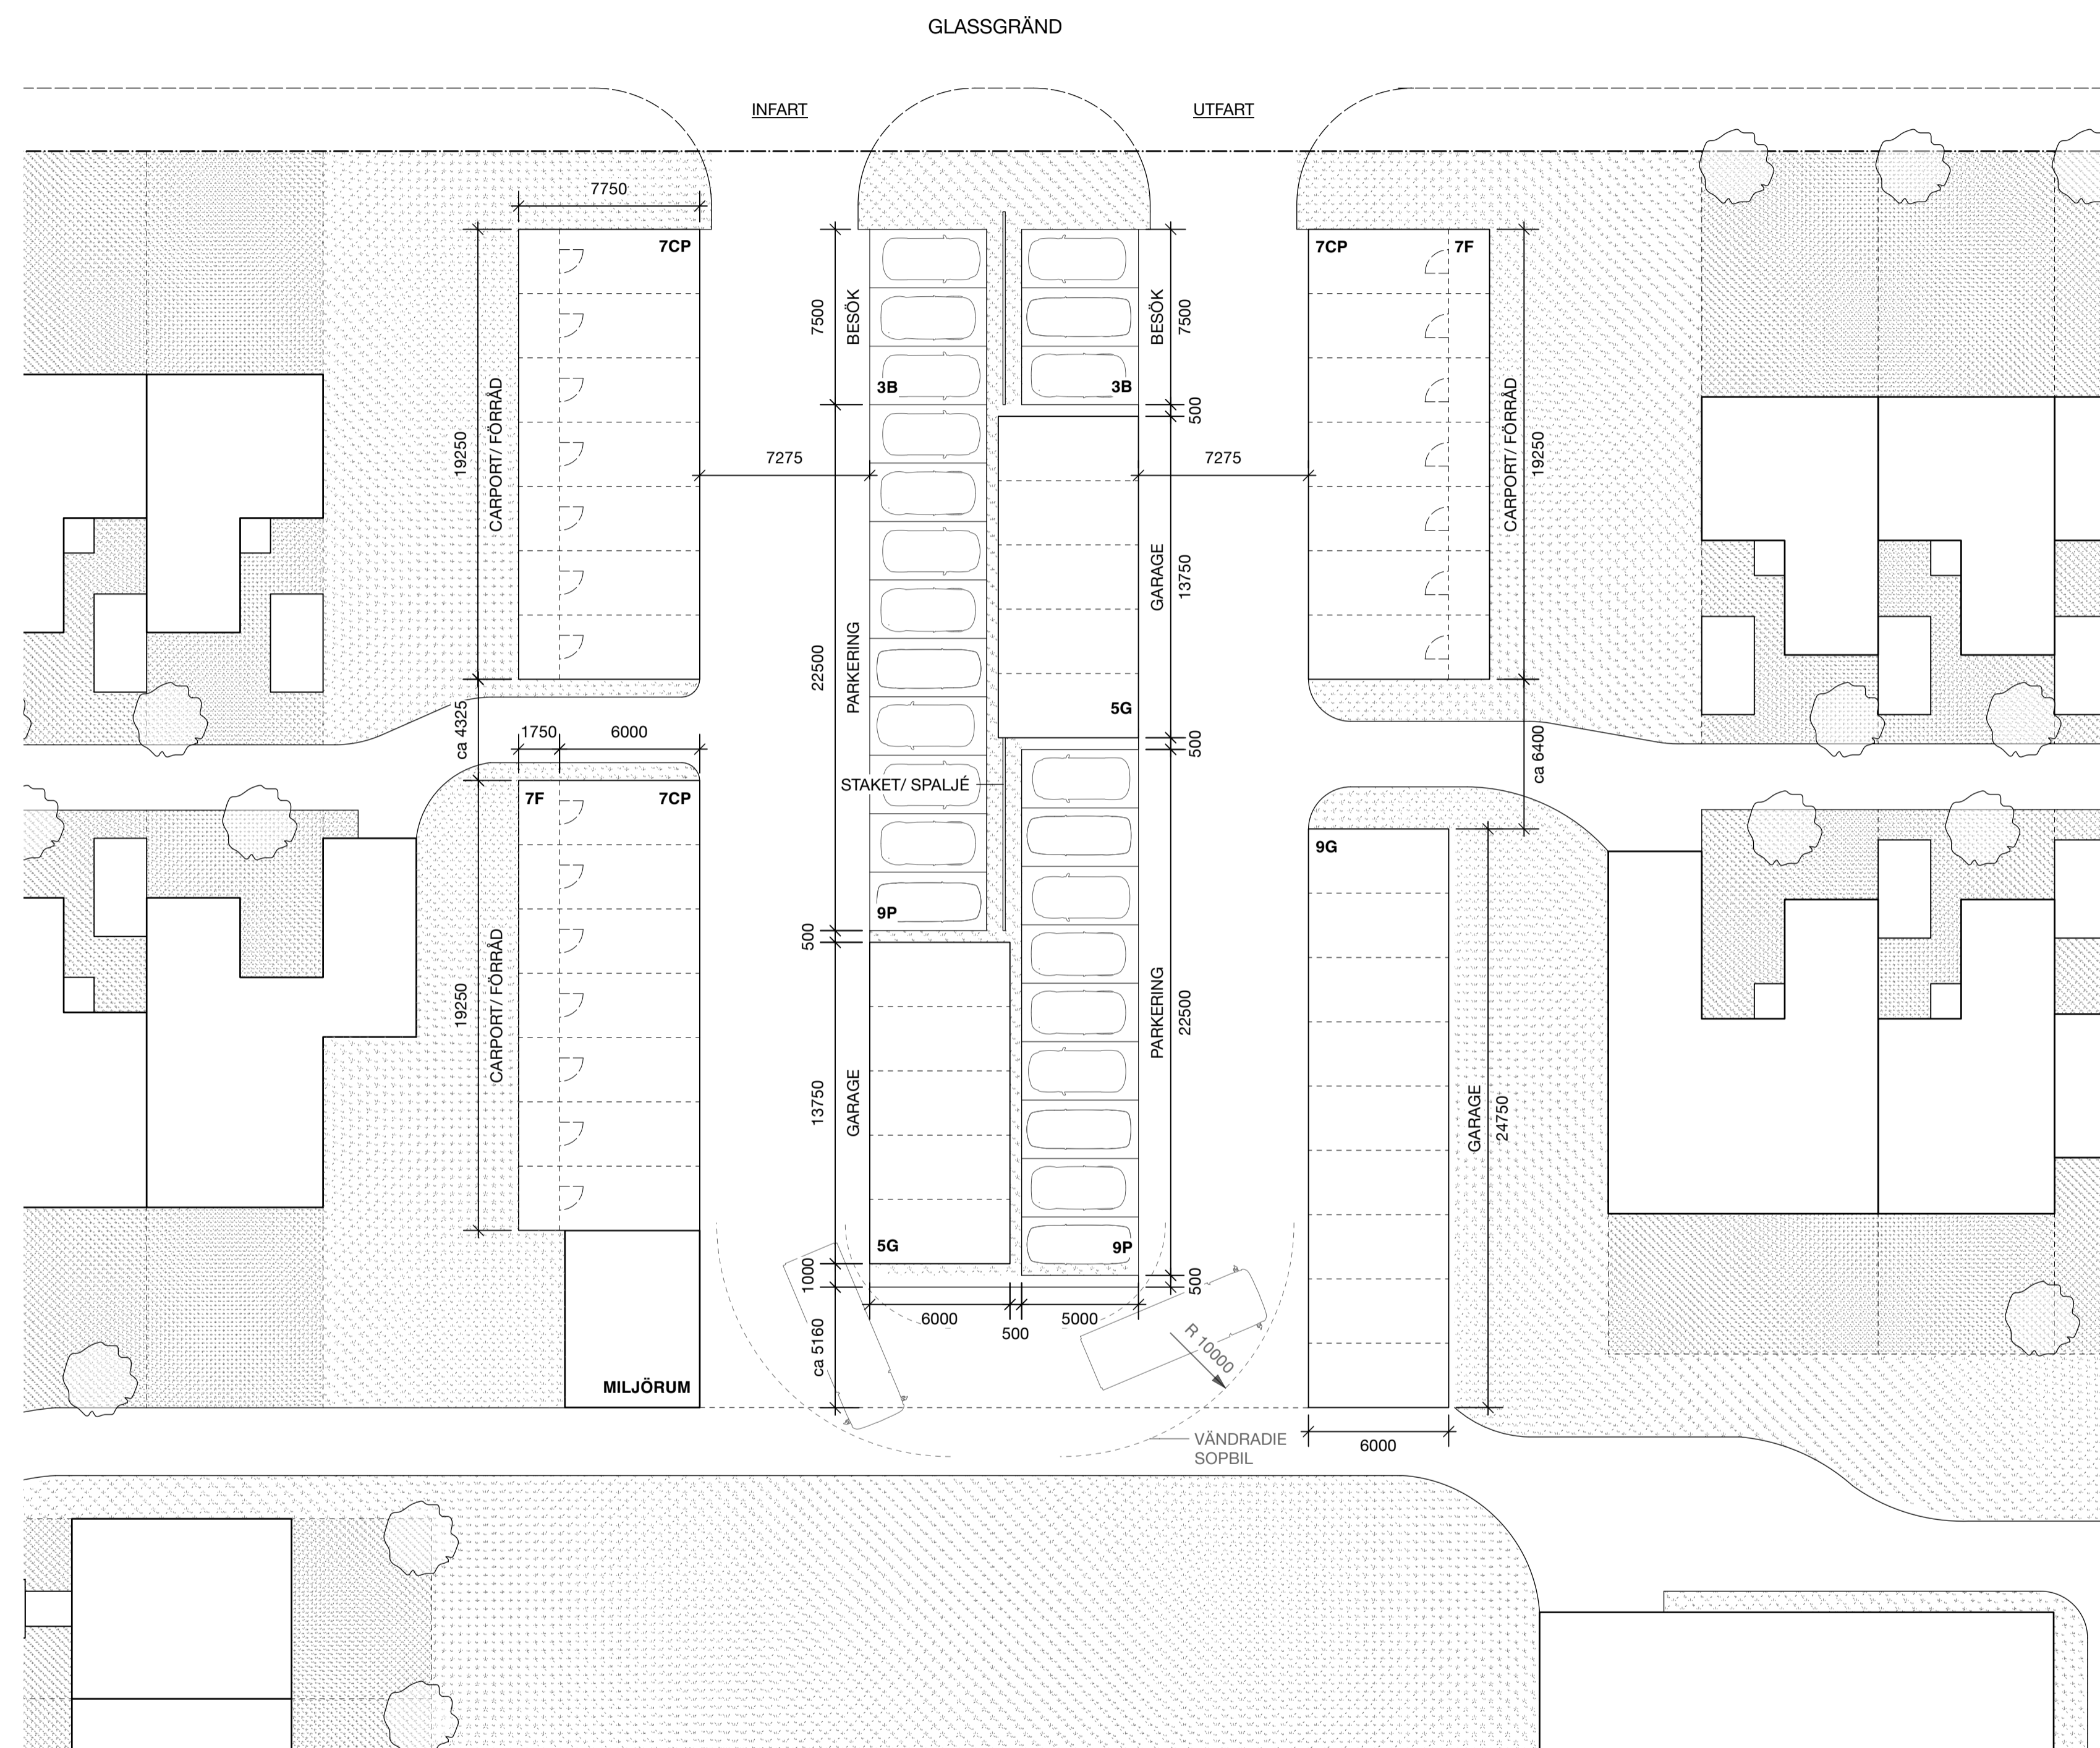 GLASSGRÄND
INFART
UTFART
7750
7CP
7CP
7F
7500
BESÖK
BESÖK
7500
3B
3B
500
19250
CARPORT/ FÖRRÅD
7275
7275
CARPORT/ FÖRRÅD
19250
GARAGE
13750
22500
PARKERING
5G
ca 4325
1750
6000
500
ca 6400
STAKET/ SPALJÉ
7F
7CP
9G
9P
500
19250
CARPORT/ FÖRRÅD
PARKERING
22500
13750
GARAGE
GARAGE
24750
5G
9P
1000
500
6000
500
5000
ca 5160
R 10000
MILJÖRUM
VÄNDRADIE
SOPBIL
6000